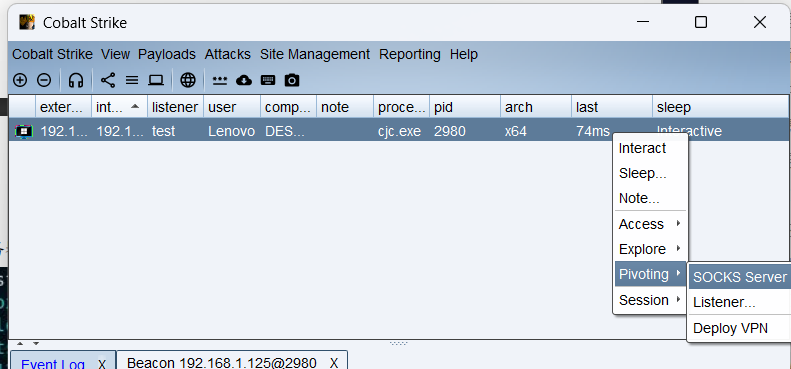 Cobalt Strike
Cobalt Strike View Payloads Attacks Site Management Reporting Help
exter... int... listener user comp... note proce... pid arch last sleep
192.1... 192.1... test Lenovo DES... cjc.exe 2980 x64 74ms Interactive
Interact
Sleep...
Note...
Access
Explore
Pivoting
SOCKS Server
Session
Listener...
Deploy VPN
Event Log X Beacon 192.168.1.125@2980 X